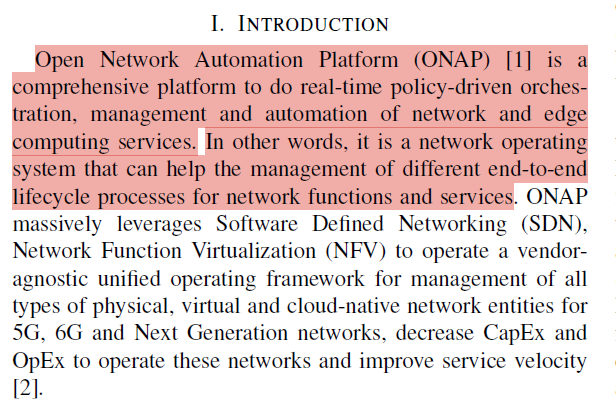 I. INTRODUCTION
Open Network Automation Platform (ONAP) [1] is a
comprehensive platform to do real-time policy-driven orches-
tration, management and automation of network and edge
computing services. In other words, it is a network operating
system that can help the management of different end-to-end
lifecycle processes for network functions and services. ONAP
massively leverages Software Defined Networking (SDN),
Network Function Virtualization (NFV) to operate a vendor-
agnostic unified operating framework for management of all
types of physical, virtual and cloud-native network entities for
5G, 6G and Next Generation networks, decrease CapEx and
OpEx to operate these networks and improve service velocity
[2].